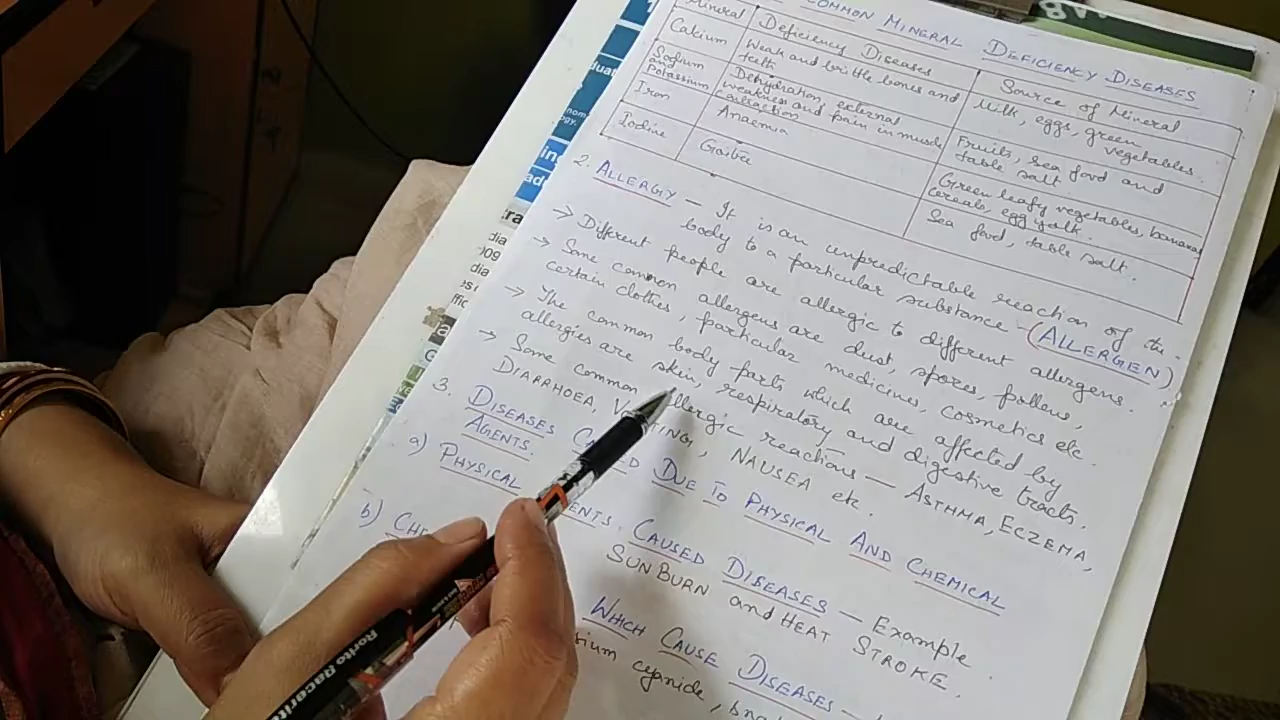 COMMON MINERAL DEFICIENCY DISEASES
Mineral Deficiency Diseases Source of Mineral
Calcium Weak and brittle bones and teeth Milk, eggs, green vegetables.
Sodium and Potassium Dehydration, external weakness and pain in muscle contraction Fruits, sea food and table salt.
Iron Anaemia Green leafy vegetables, banana, cereals, egg yolk.
Iodine Sea food, table salt.
2. ALLERGY — It is an unpredictable reaction of the
body to a particular substance - (ALLERGEN)
→ Different people are allergic to different allergens.
→ Some common allergens are dust, spores, pollens,
certain clothes, particular medicines, cosmetics etc.
→ The common body parts which are affected by
allergies are skin, respiratory and digestive tracts.
→ Some common allergic reactions — ASTHMA, ECZEMA,
DIARRHOEA, NAUSEA etc.
3. DISEASES DUE TO PHYSICAL AND CHEMICAL
AGENTS.
a) PHYSICAL CAUSED DISEASES — Example
SUNBURN and HEAT STROKE.
b) WHICH CAUSE DISEASES —
cyanide,
Rorito Racerite